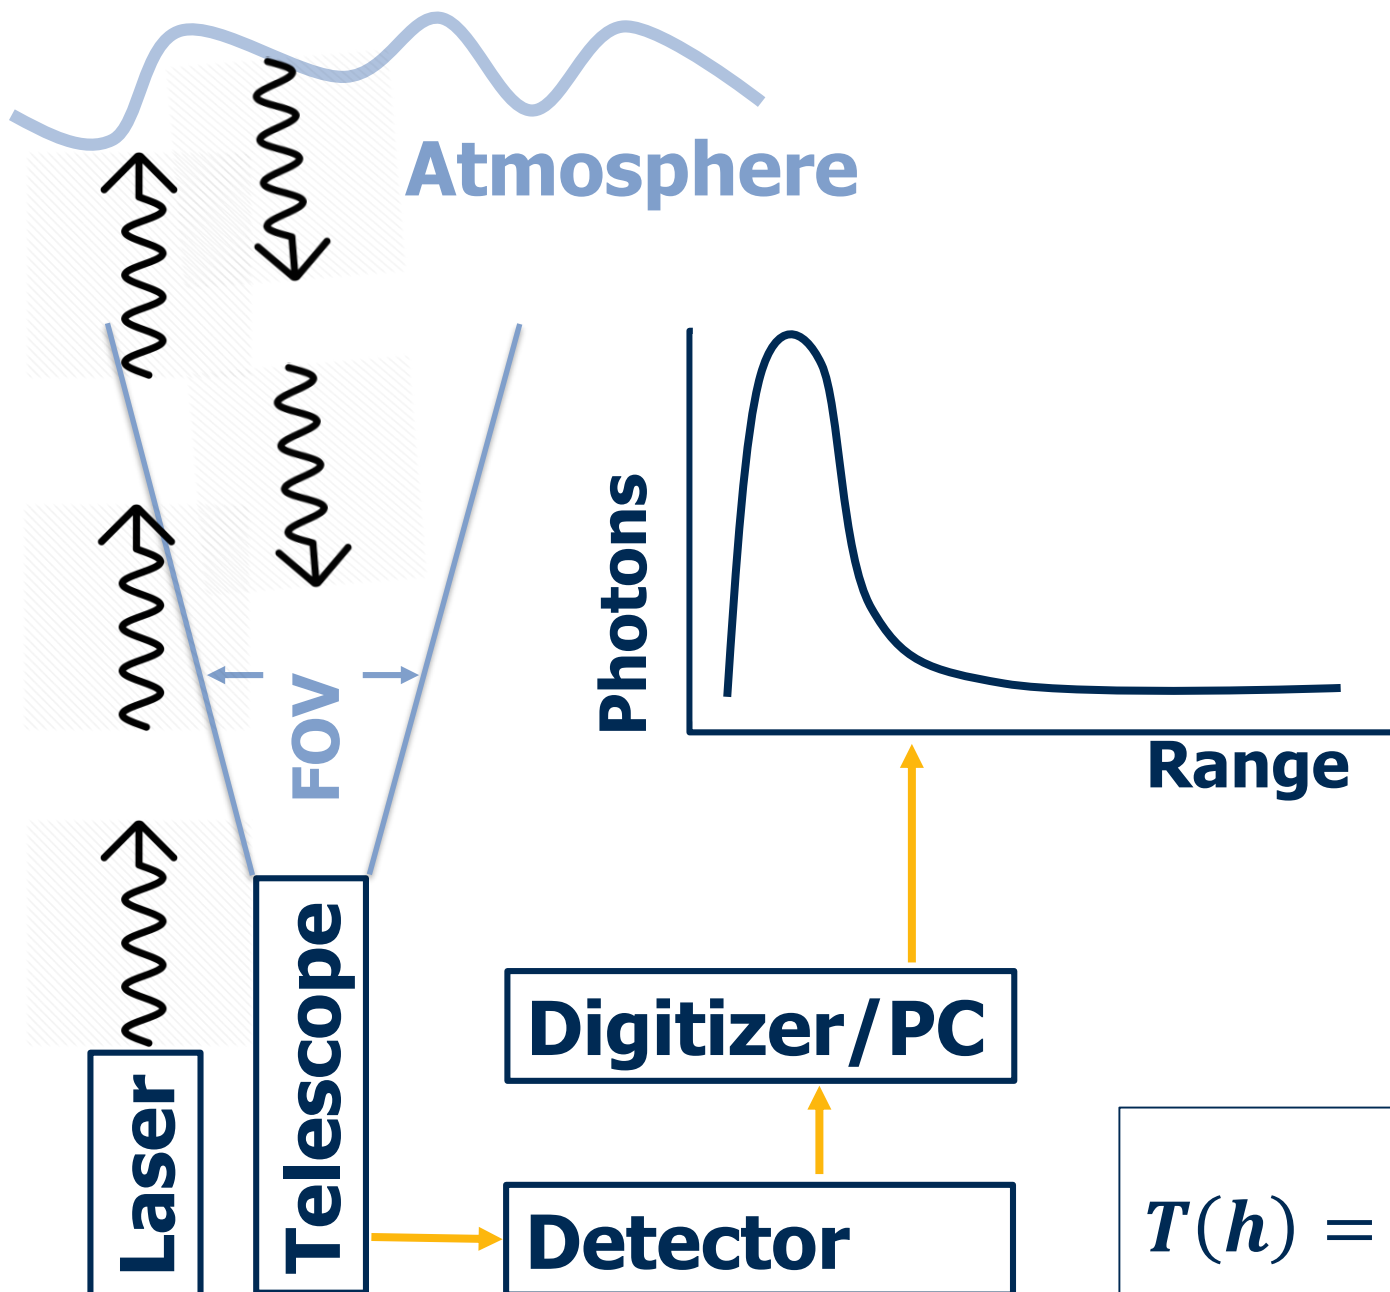 Atmosphere
FOV
Photons
Range
Telescope
Laser
Digitizer/PC
Detector
T(h) =